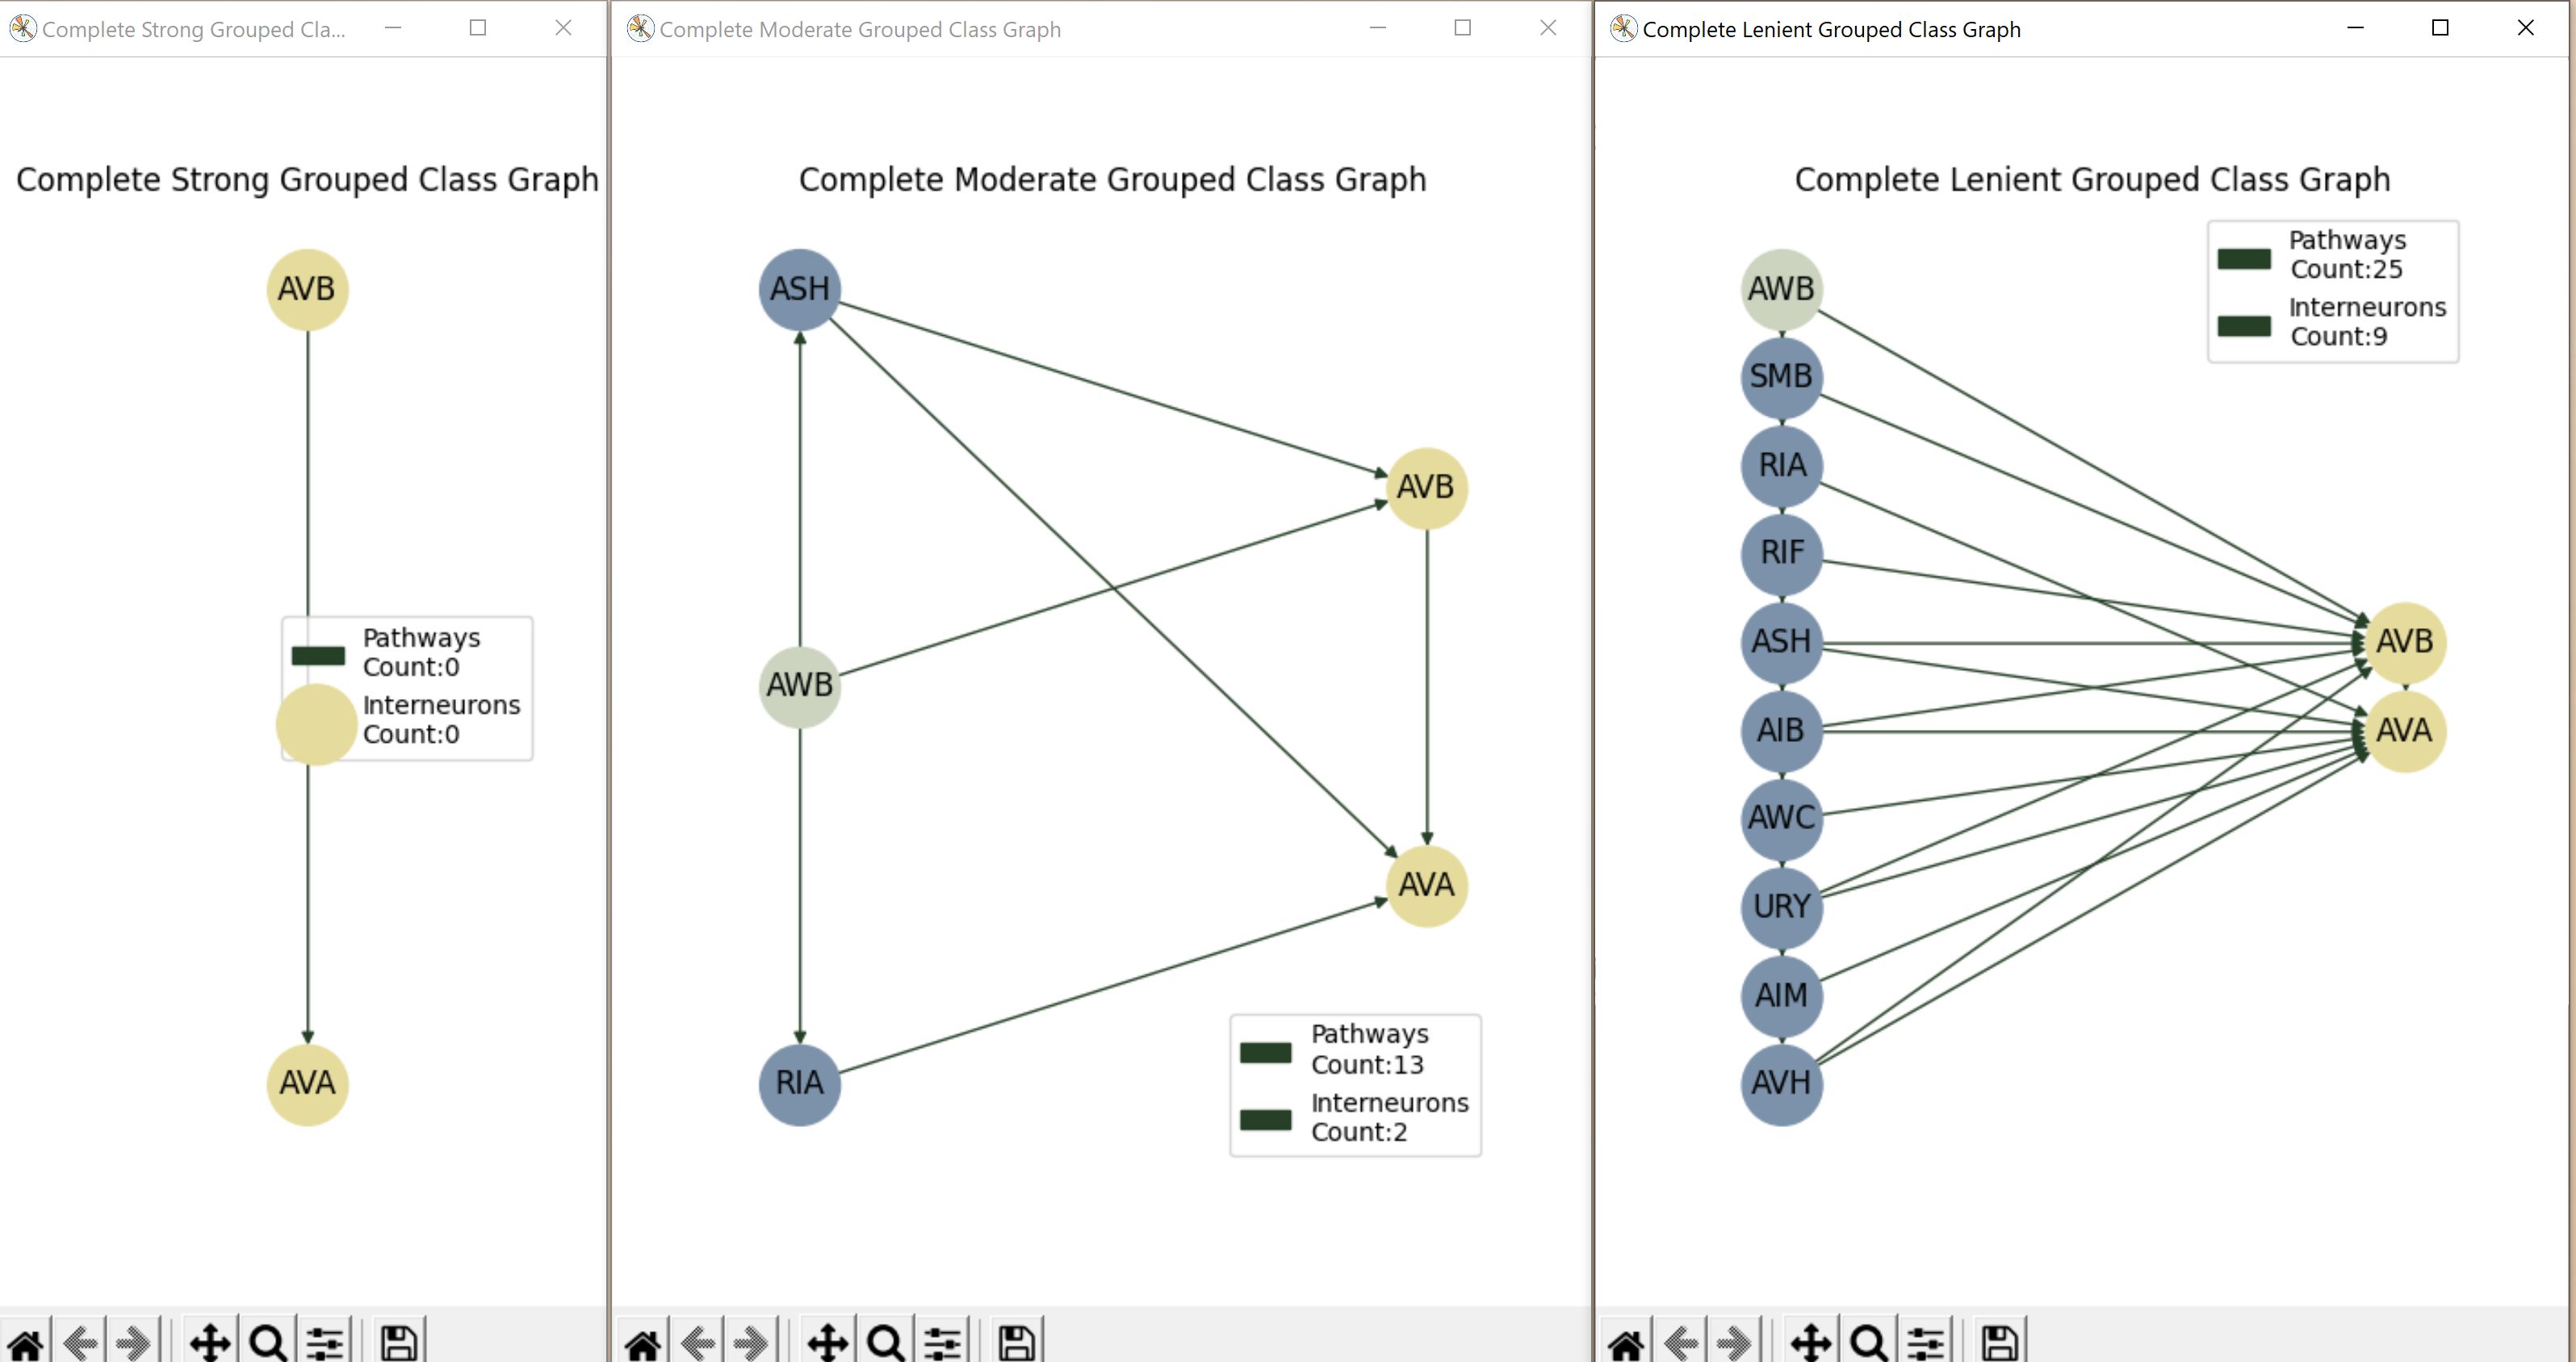 Complete Strong Grouped Cla...
Complete Strong Grouped Class Graph
AVB
Pathways
Count:0
Interneurons
Count:0
AVA
Complete Moderate Grouped Class Graph
Complete Moderate Grouped Class Graph
ASH
AVB
AWB
AVA
RIA
Pathways
Count:13
Interneurons
Count:2
Complete Lenient Grouped Class Graph
Complete Lenient Grouped Class Graph
Pathways
Count:25
Interneurons
Count:9
AWB
SMB
RIA
RIF
ASH
AIB
AWC
URY
AIM
AVH
AVB
AVA